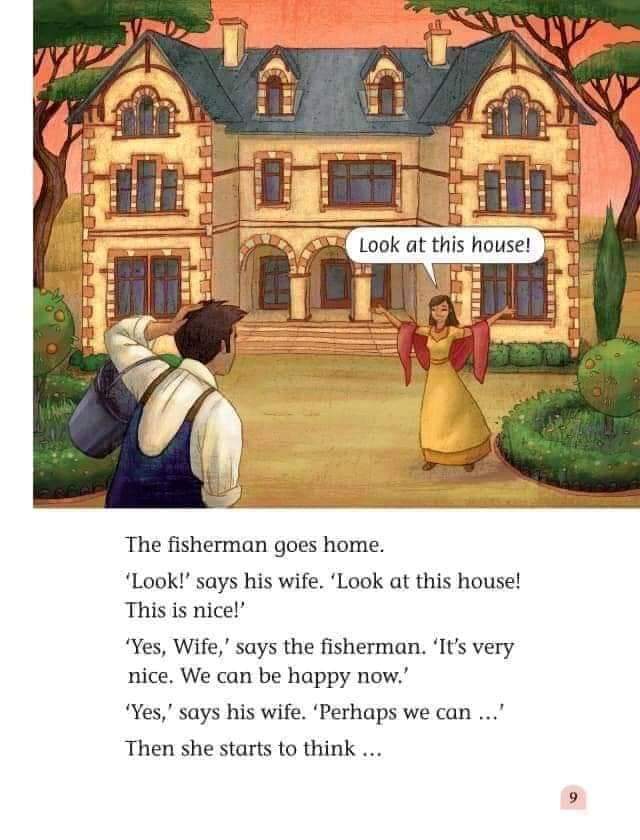 Look at this house!
The fisherman goes home.
‘Look!’ says his wife. ‘Look at this house!
This is nice!’
‘Yes, Wife,’ says the fisherman. ‘It’s very
nice. We can be happy now.’
‘Yes,’ says his wife. ‘Perhaps we can …’
Then she starts to think …
9